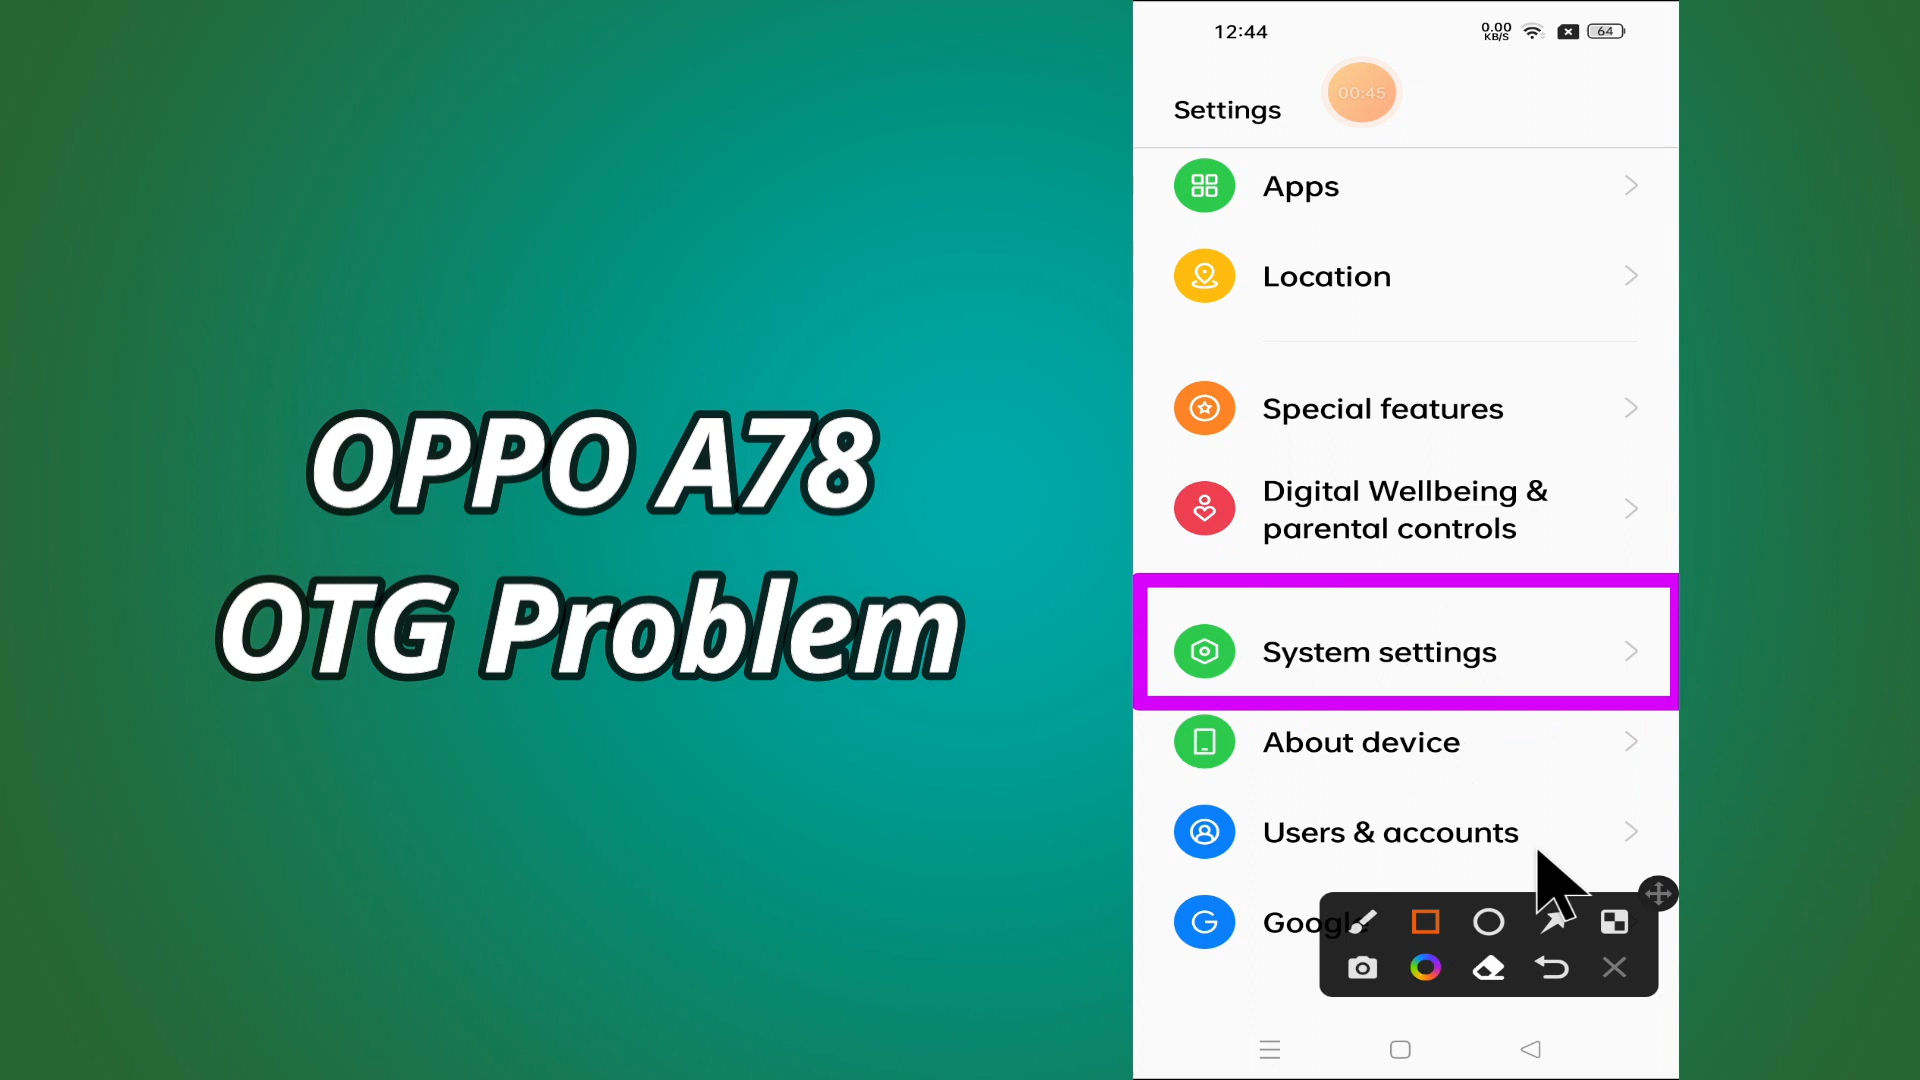 OPPO A78
OTG Problem
12:44
0.00
KB/S
64
Settings
00:45
Apps
Location
Special features
Digital Wellbeing &
parental controls
System settings
About device
Users & accounts
Google